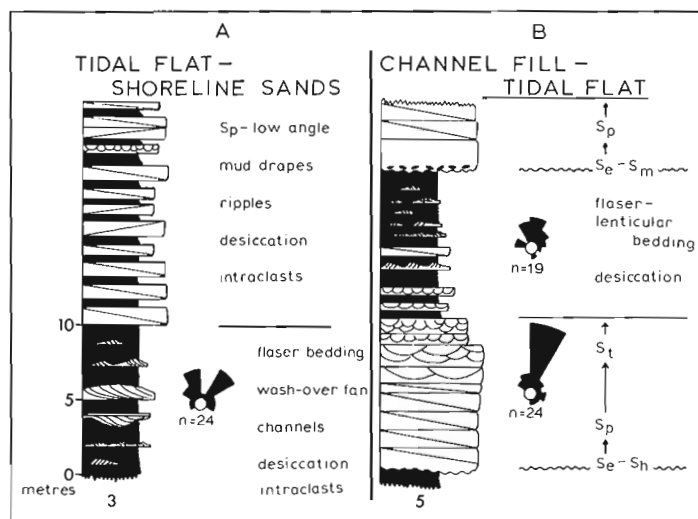 A
TIDAL FLAT –
SHORELINE SANDS
Sp – low angle
mud drapes
ripples
desiccation
intraclasts
10
flaser bedding
wash-over fan
5
n=24
channels
desiccation
0
metres
intraclasts
3
B
CHANNEL FILL –
TIDAL FLAT
Sp
Se – Sm
flaser-
lenticular
bedding
n=19
desiccation
St
n=24
Sp
Se – Sh
5